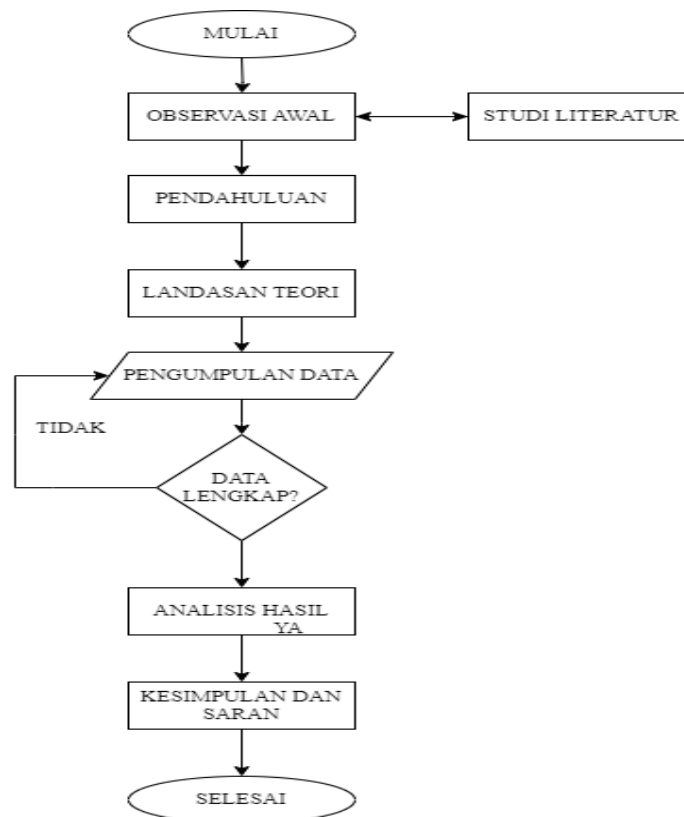 MULAI
OBSERVASI AWAL
STUDI LITERATUR
PENDAHULUAN
LANDASAN TEORI
PENGUMPULAN DATA
TIDAK
DATA
LENGKAP?
ANALISIS HASIL
YA
KESIMPULAN DAN
SARAN
SELESAI